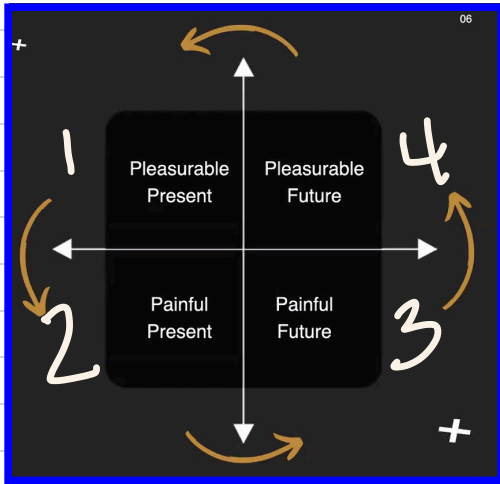 06
1
Pleasurable
Present
Pleasurable
Future
4
2
Painful
Present
Painful
Future
3